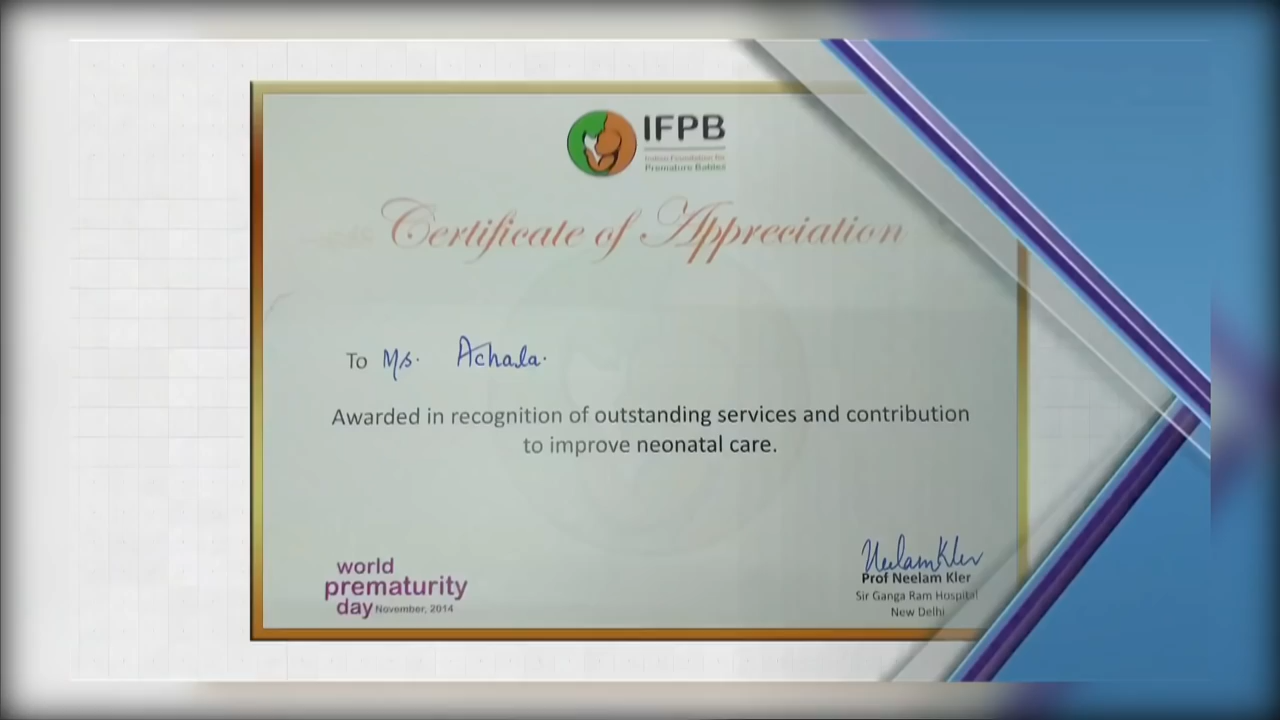 IFPB
Indian Foundation for
Premature Babies
Certificate of Appreciation
To Ms. Achala.
Awarded in recognition of outstanding services and contribution
to improve neonatal care.
world
prematurity
day November, 2014
Neelam Kler
Prof Neelam Kler
Sir Ganga Ram Hospital
New Delhi